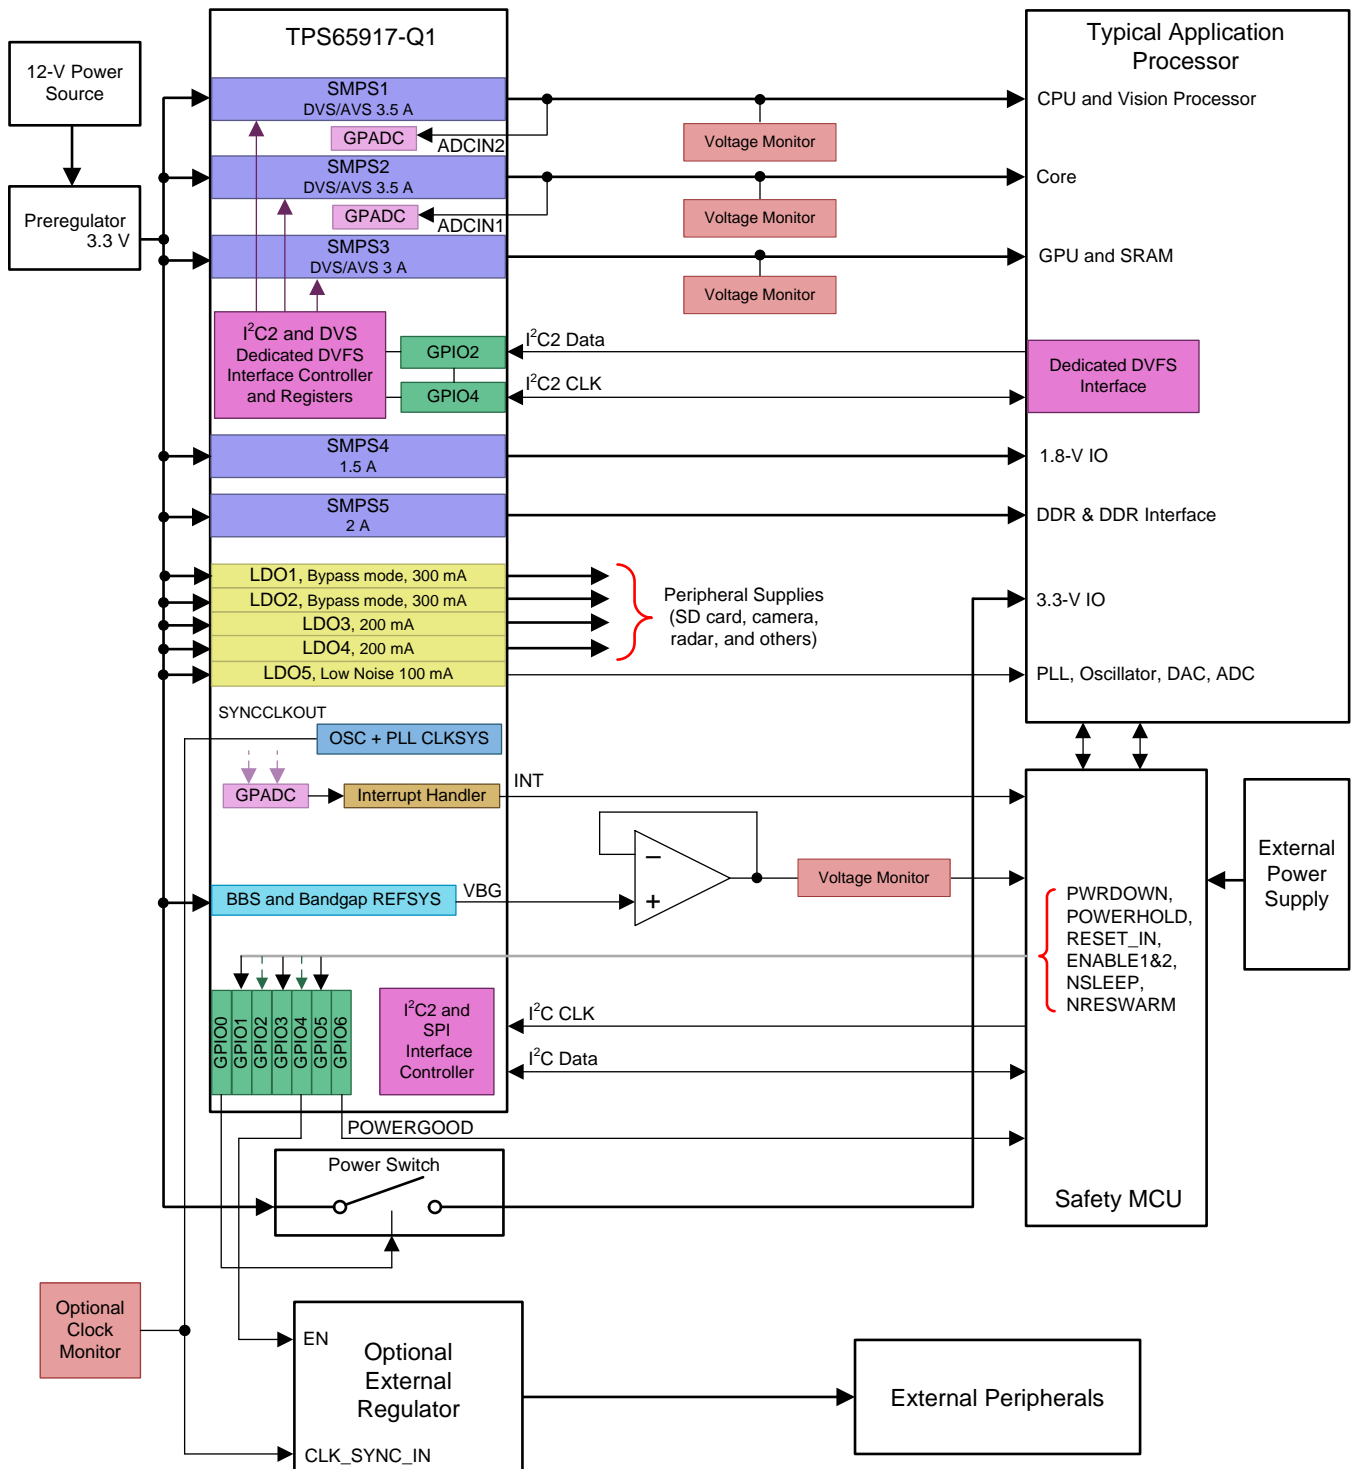 TPS65917-Q1
Typical Application
Processor
12-V Power
Source
SMPS1
DVS/AVS 3.5 A
CPU and Vision Processor
GPADC
ADCIN2
Voltage Monitor
SMPS2
DVS/AVS 3.5 A
Core
Preregulator
3.3 V
GPADC
ADCIN1
Voltage Monitor
SMPS3
DVS/AVS 3 A
GPU and SRAM
Voltage Monitor
I²C2 and DVS
Dedicated DVFS
Interface Controller
and Registers
GPIO2
GPIO4
I²C2 Data
I²C2 CLK
Dedicated DVFS
Interface
SMPS4
1.5 A
1.8-V IO
SMPS5
2 A
DDR & DDR Interface
LDO1, Bypass mode, 300 mA
LDO2, Bypass mode, 300 mA
LDO3, 200 mA
LDO4, 200 mA
LDO5, Low Noise 100 mA
Peripheral Supplies
(SD card, camera,
radar, and others)
3.3-V IO
PLL, Oscillator, DAC, ADC
SYNCCLKOUT
OSC + PLL CLKSYS
GPADC
Interrupt Handler
INT
BBS and Bandgap REFSYS
VBG
Voltage Monitor
External
Power
Supply
PWRDOWN,
POWERHOLD,
RESET_IN,
ENABLE1&2,
NSLEEP,
NRESWARM
GPIO0
GPIO1
GPIO2
GPIO3
GPIO4
GPIO5
GPIO6
I²C2 and
SPI
Interface
Controller
I²C CLK
I²C Data
POWERGOOD
Power Switch
Safety MCU
Optional
Clock
Monitor
EN
Optional
External
Regulator
CLK_SYNC_IN
External Peripherals